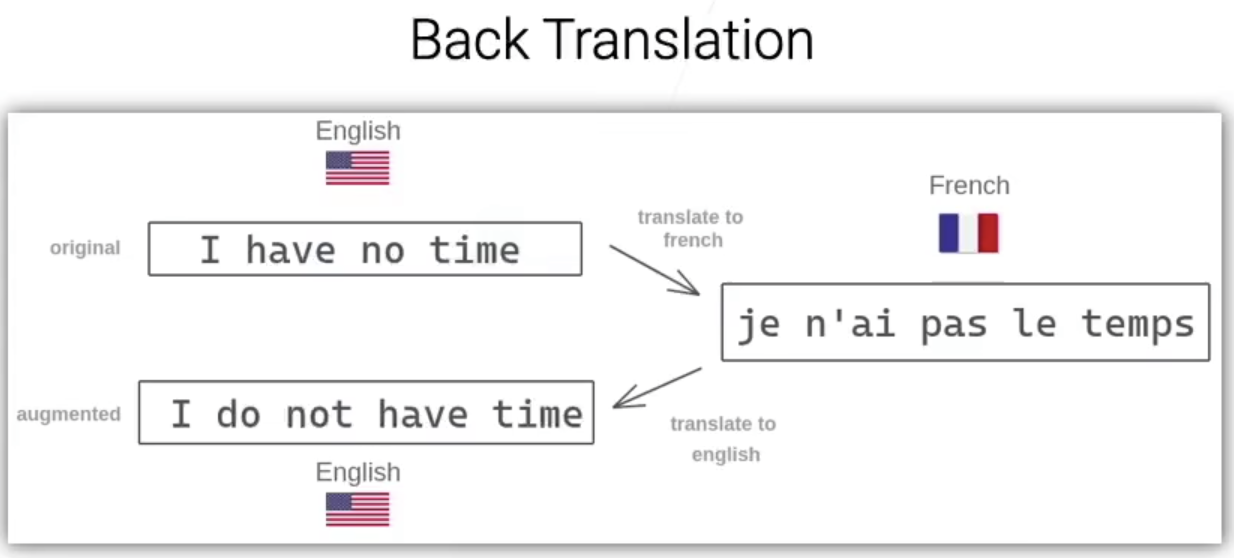 Back Translation
English
French
translate to
french
original
I have no time
je n'ai pas le temps
augmented
I do not have time
translate to
english
English